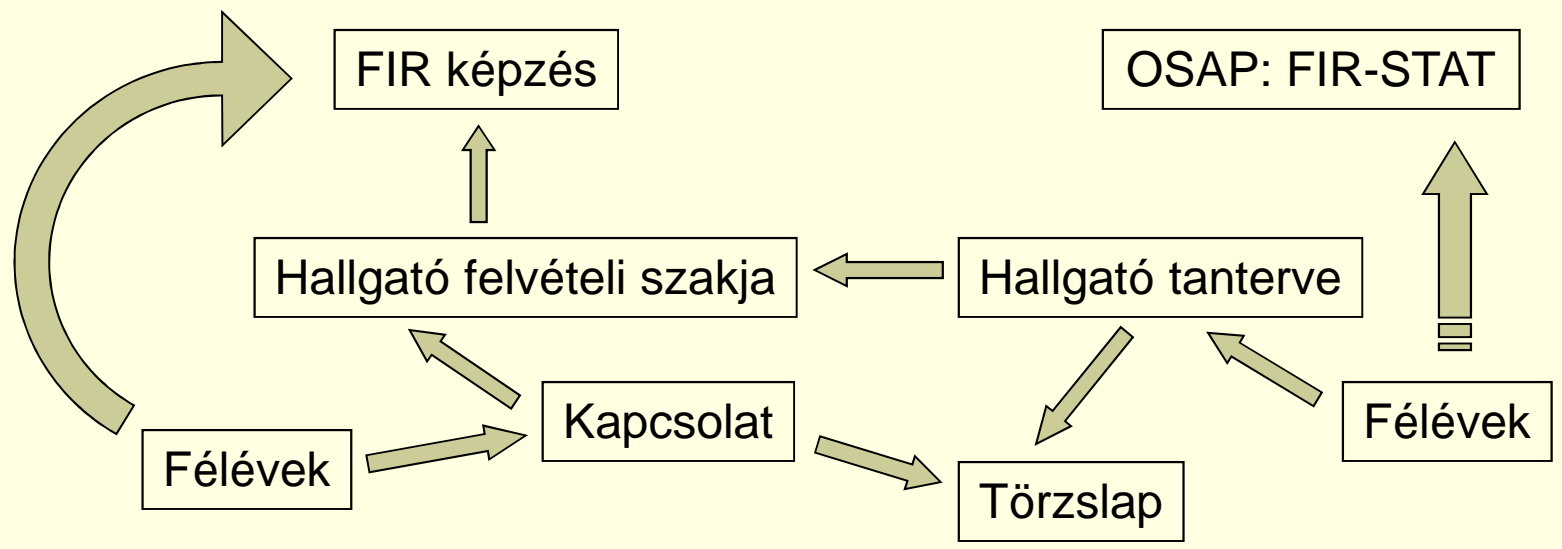 FIR képzés
OSAP: FIR-STAT
Hallgató felvételi szakja
Hallgató tanterve
Kapcsolat
Félévek
Félévek
Törzslap